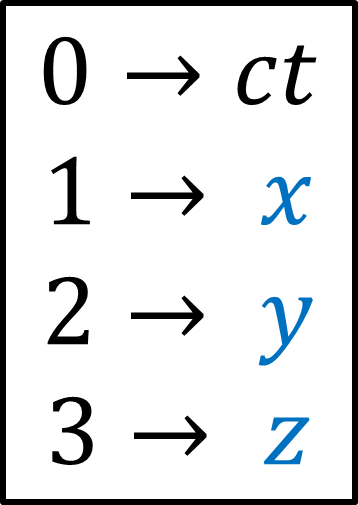 0 → ct
1 → x
2 → y
3 → z